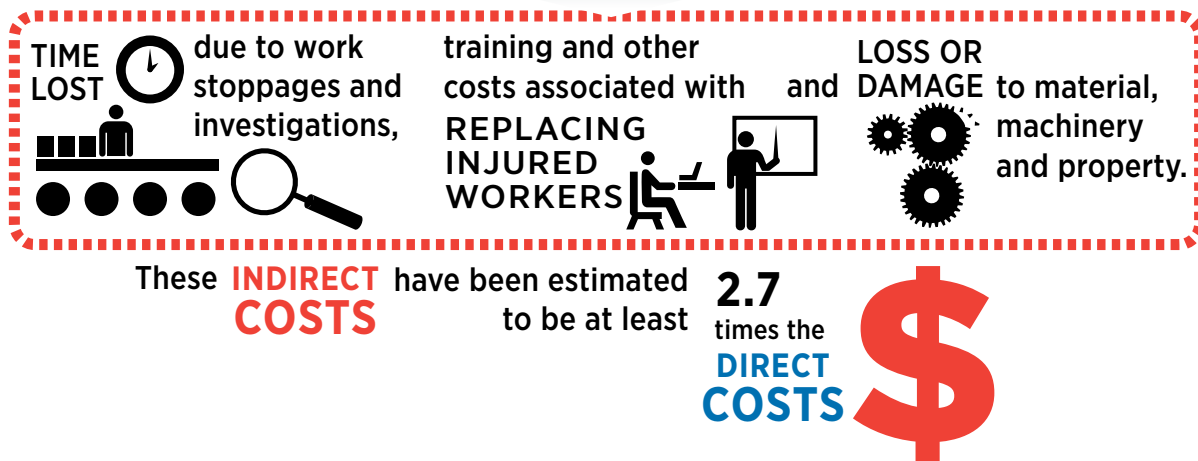 TIME
LOST
due to work
stoppages and
investigations,
training and other
costs associated with
REPLACING
INJURED
WORKERS
and
LOSS OR
DAMAGE
to material,
machinery
and property.
These INDIRECT COSTS have been estimated
to be at least
2.7
times the
DIRECT
COSTS
$